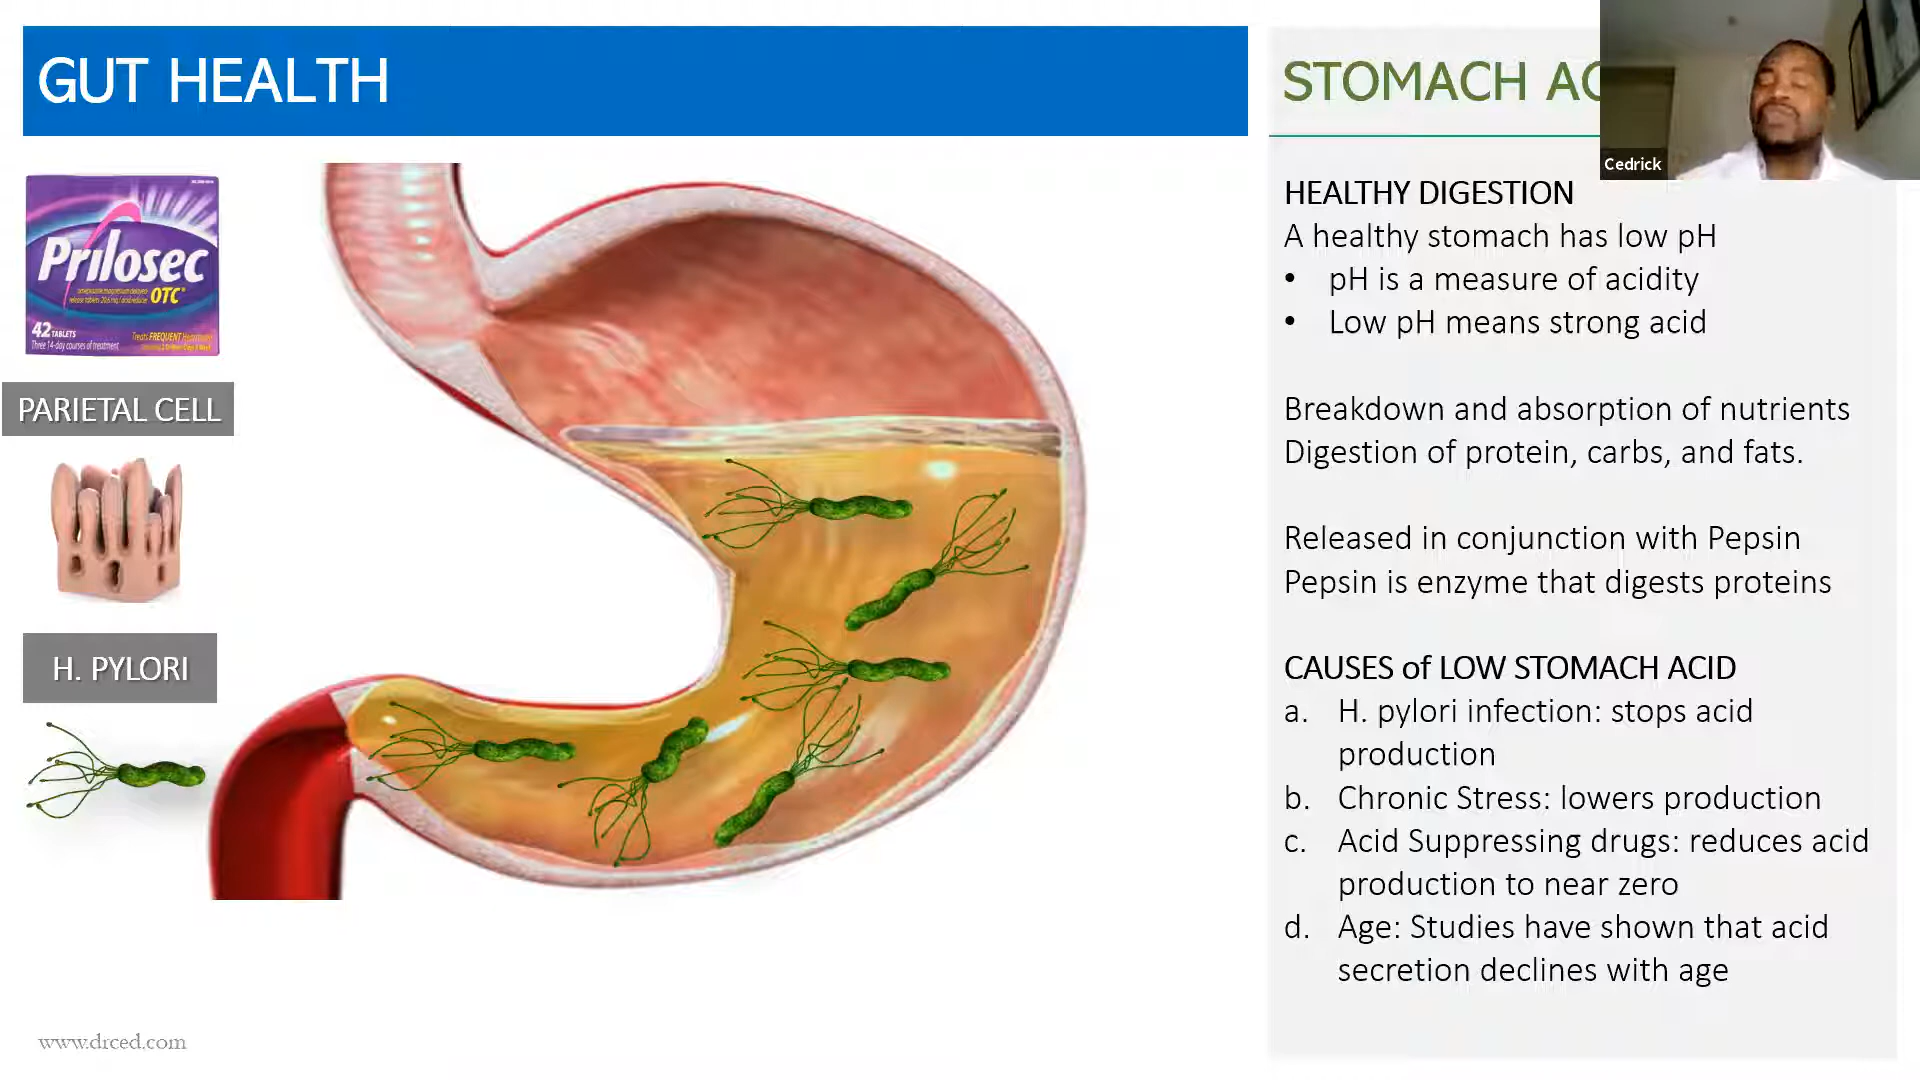 GUT HEALTH
Prilosec
OTC
42 TABLETS
Three 14-day courses of treatment
PARIETAL CELL
H. PYLORI
www.drced.com
STOMACH
Cedrick
HEALTHY DIGESTION
A healthy stomach has low pH
• pH is a measure of acidity
• Low pH means strong acid
Breakdown and absorption of nutrients
Digestion of protein, carbs, and fats.
Released in conjunction with Pepsin
Pepsin is enzyme that digests proteins
CAUSES of LOW STOMACH ACID
a. H. pylori infection: stops acid
production
b. Chronic Stress: lowers production
c. Acid Suppressing drugs: reduces acid
production to near zero
d. Age: Studies have shown that acid
secretion declines with age